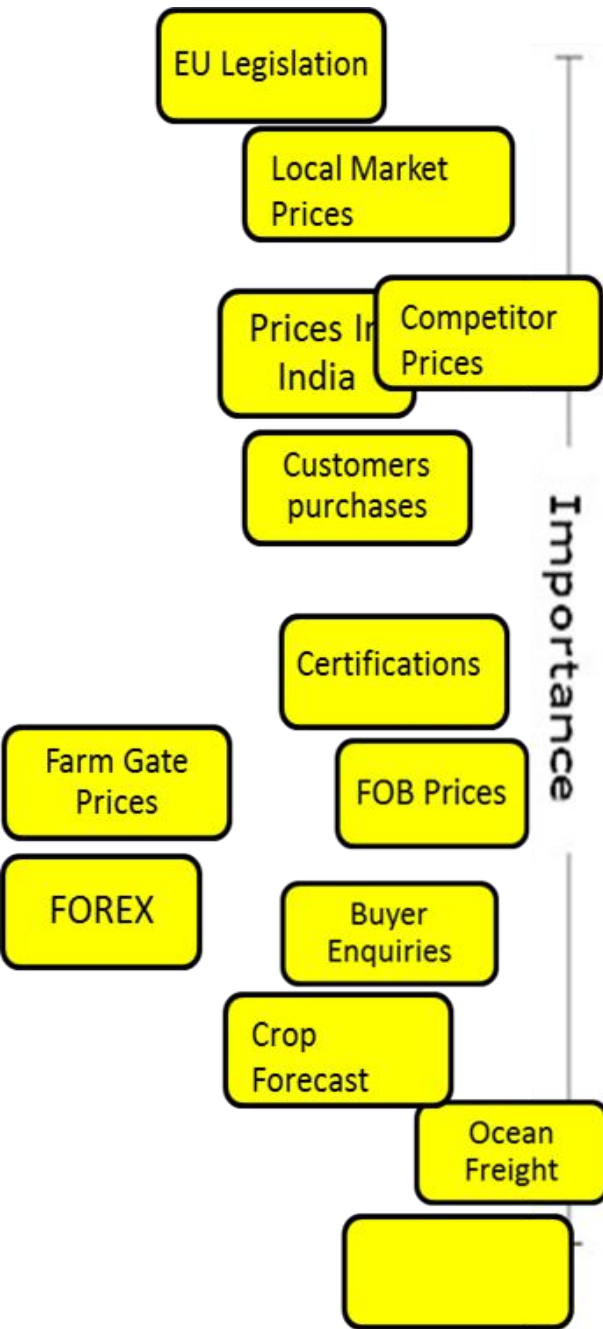 EU Legislation
Local Market
Prices
Prices In
India
Competitor
Prices
Customers
purchases
Importance
Certifications
Farm Gate
Prices
FOB Prices
FOREX
Buyer
Enquiries
Crop
Forecast
Ocean
Freight